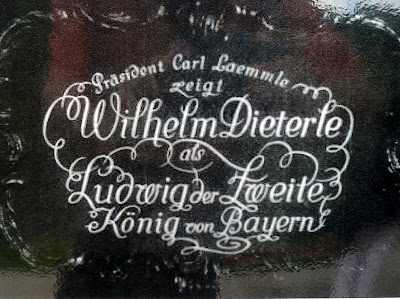 Präsident Carl Laemmle
zeigt
Wilhelm Dieterle
als
Ludwig der Zweite
König von Bayern